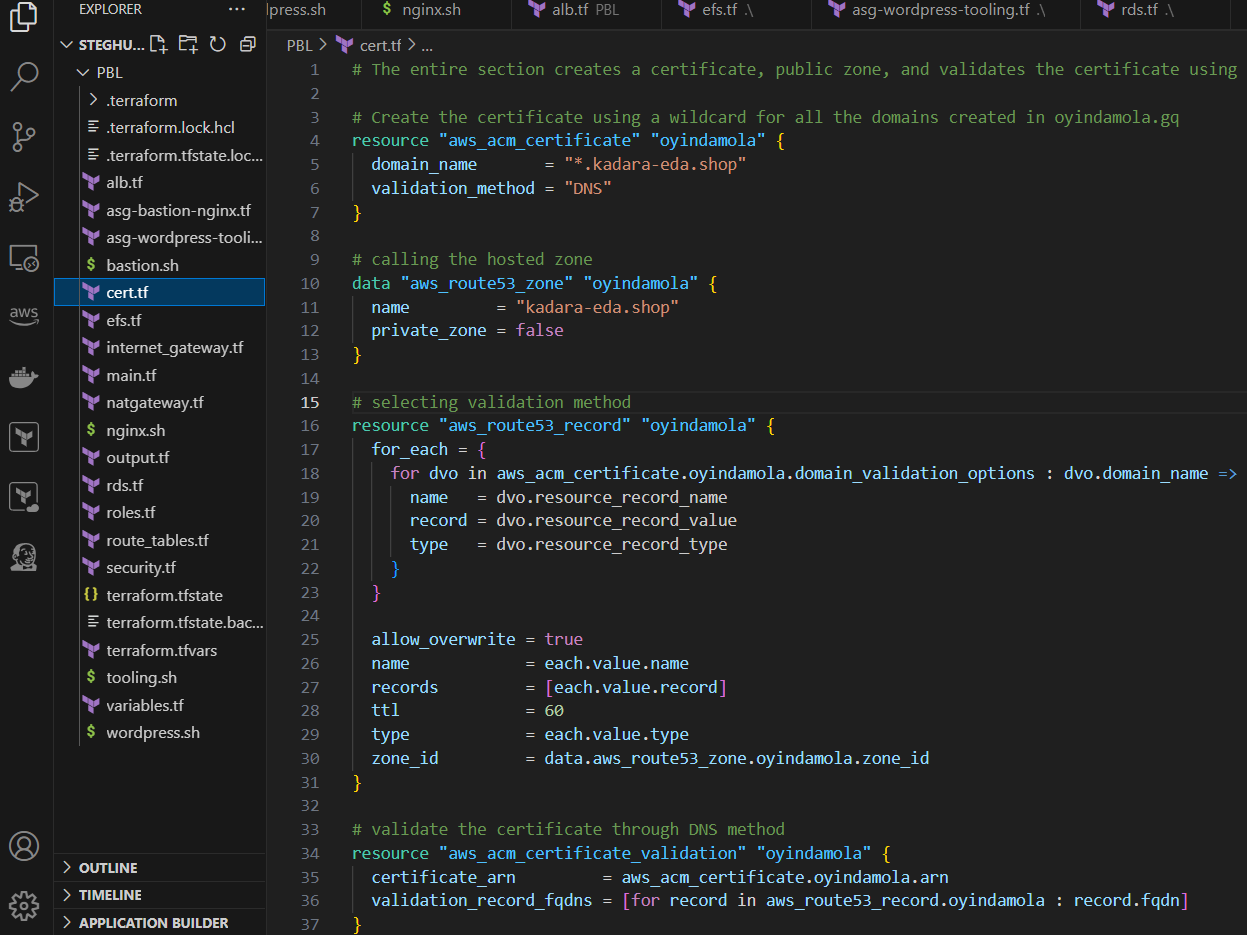 EXPLORER
...
press.sh
$ nginx.sh
alb.tf PBL
efs.tf .\
asg-wordpress-tooling.tf .\
rds.tf .\
STEGHU...
PBL > cert.tf > ...
PBL
.terraform
.terraform.lock.hcl
.terraform.tfstate.loc...
alb.tf
asg-bastion-nginx.tf
asg-wordpress-tooli...
$ bastion.sh
cert.tf
aws
efs.tf
internet_gateway.tf
main.tf
natgateway.tf
$ nginx.sh
output.tf
rds.tf
roles.tf
route_tables.tf
security.tf
{} terraform.tfstate
terraform.tfstate.bac...
terraform.tfvars
$ tooling.sh
variables.tf
$ wordpress.sh
OUTLINE
TIMELINE
APPLICATION BUILDER
1 # The entire section creates a certificate, public zone, and validates the certificate using
2
3 # Create the certificate using a wildcard for all the domains created in oyindamola.gq
4 resource "aws_acm_certificate" "oyindamola" {
5   domain_name       = "*.kadara-eda.shop"
6   validation_method = "DNS"
7 }
8
9 # calling the hosted zone
10 data "aws_route53_zone" "oyindamola" {
11   name         = "kadara-eda.shop"
12   private_zone = false
13 }
14
15 # selecting validation method
16 resource "aws_route53_record" "oyindamola" {
17   for_each = {
18     for dvo in aws_acm_certificate.oyindamola.domain_validation_options : dvo.domain_name =>
19       name   = dvo.resource_record_name
20       record = dvo.resource_record_value
21       type   = dvo.resource_record_type
22     }
23   }
24
25   allow_overwrite = true
26   name            = each.value.name
27   records         = [each.value.record]
28   ttl             = 60
29   type            = each.value.type
30   zone_id         = data.aws_route53_zone.oyindamola.zone_id
31 }
32
33 # validate the certificate through DNS method
34 resource "aws_acm_certificate_validation" "oyindamola" {
35   certificate_arn         = aws_acm_certificate.oyindamola.arn
36   validation_record_fqdns = [for record in aws_route53_record.oyindamola : record.fqdn]
37 }